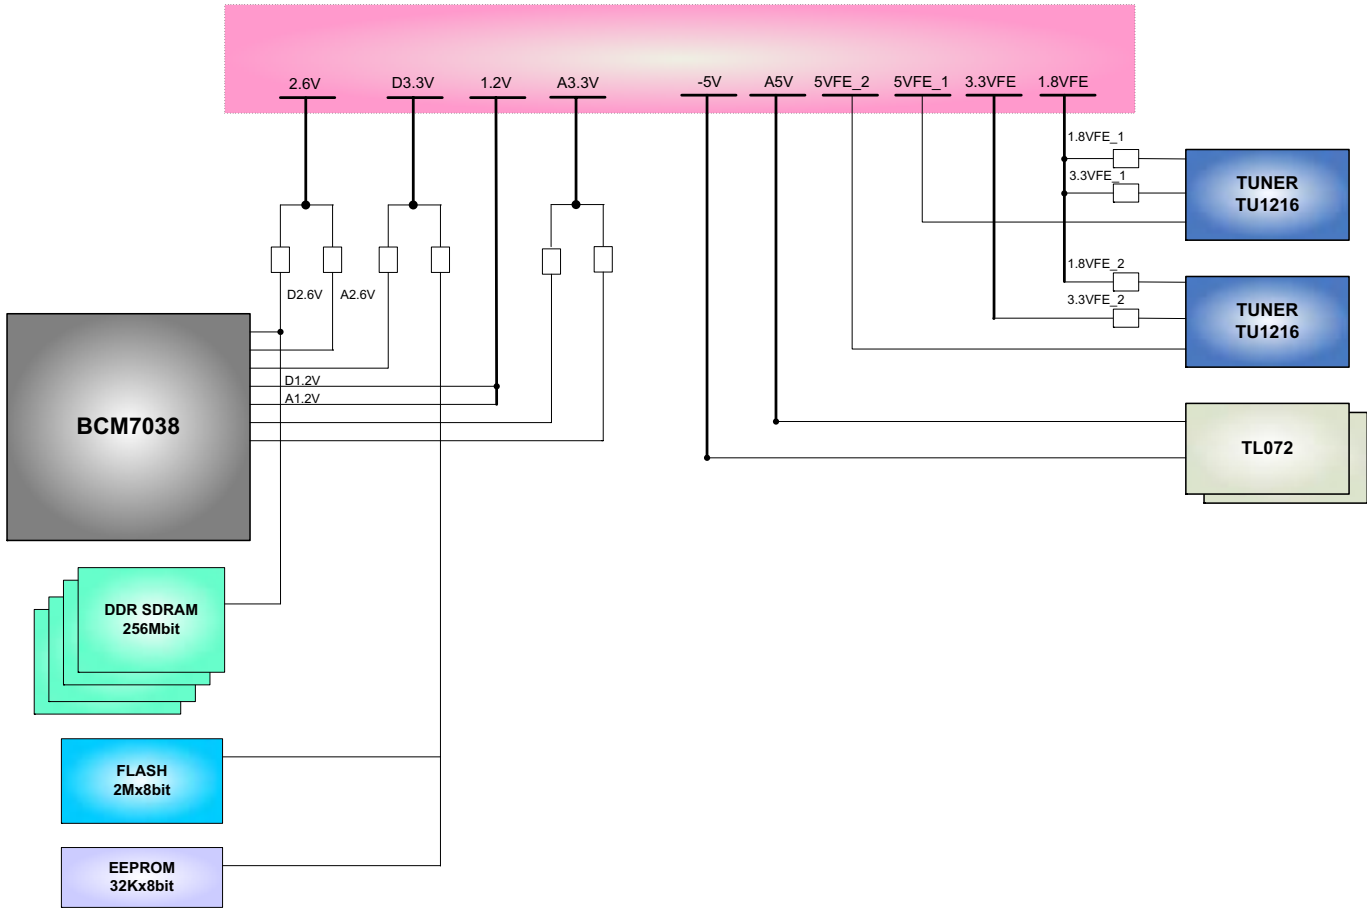 2.6V
D3.3V
1.2V
A3.3V
-5V
A5V
5VFE_2
5VFE_1
3.3VFE
1.8VFE
1.8VFE_1
3.3VFE_1
TUNER
TU1216
1.8VFE_2
3.3VFE_2
TUNER
TU1216
D2.6V
A2.6V
D1.2V
A1.2V
BCM7038
TL072
DDR SDRAM
256Mbit
FLASH
2Mx8bit
EEPROM
32Kx8bit